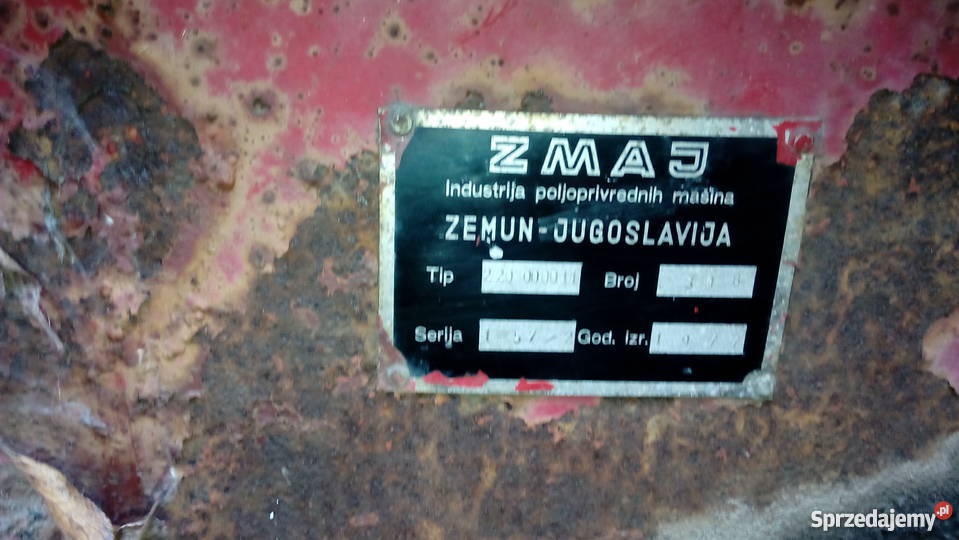 ZMAJ
Industrija poljoprivrednih mašina
ZEMUN-JUGOSLAVIJA
Tip Broj
Serija God. izr.
Sprzedajemy.pl